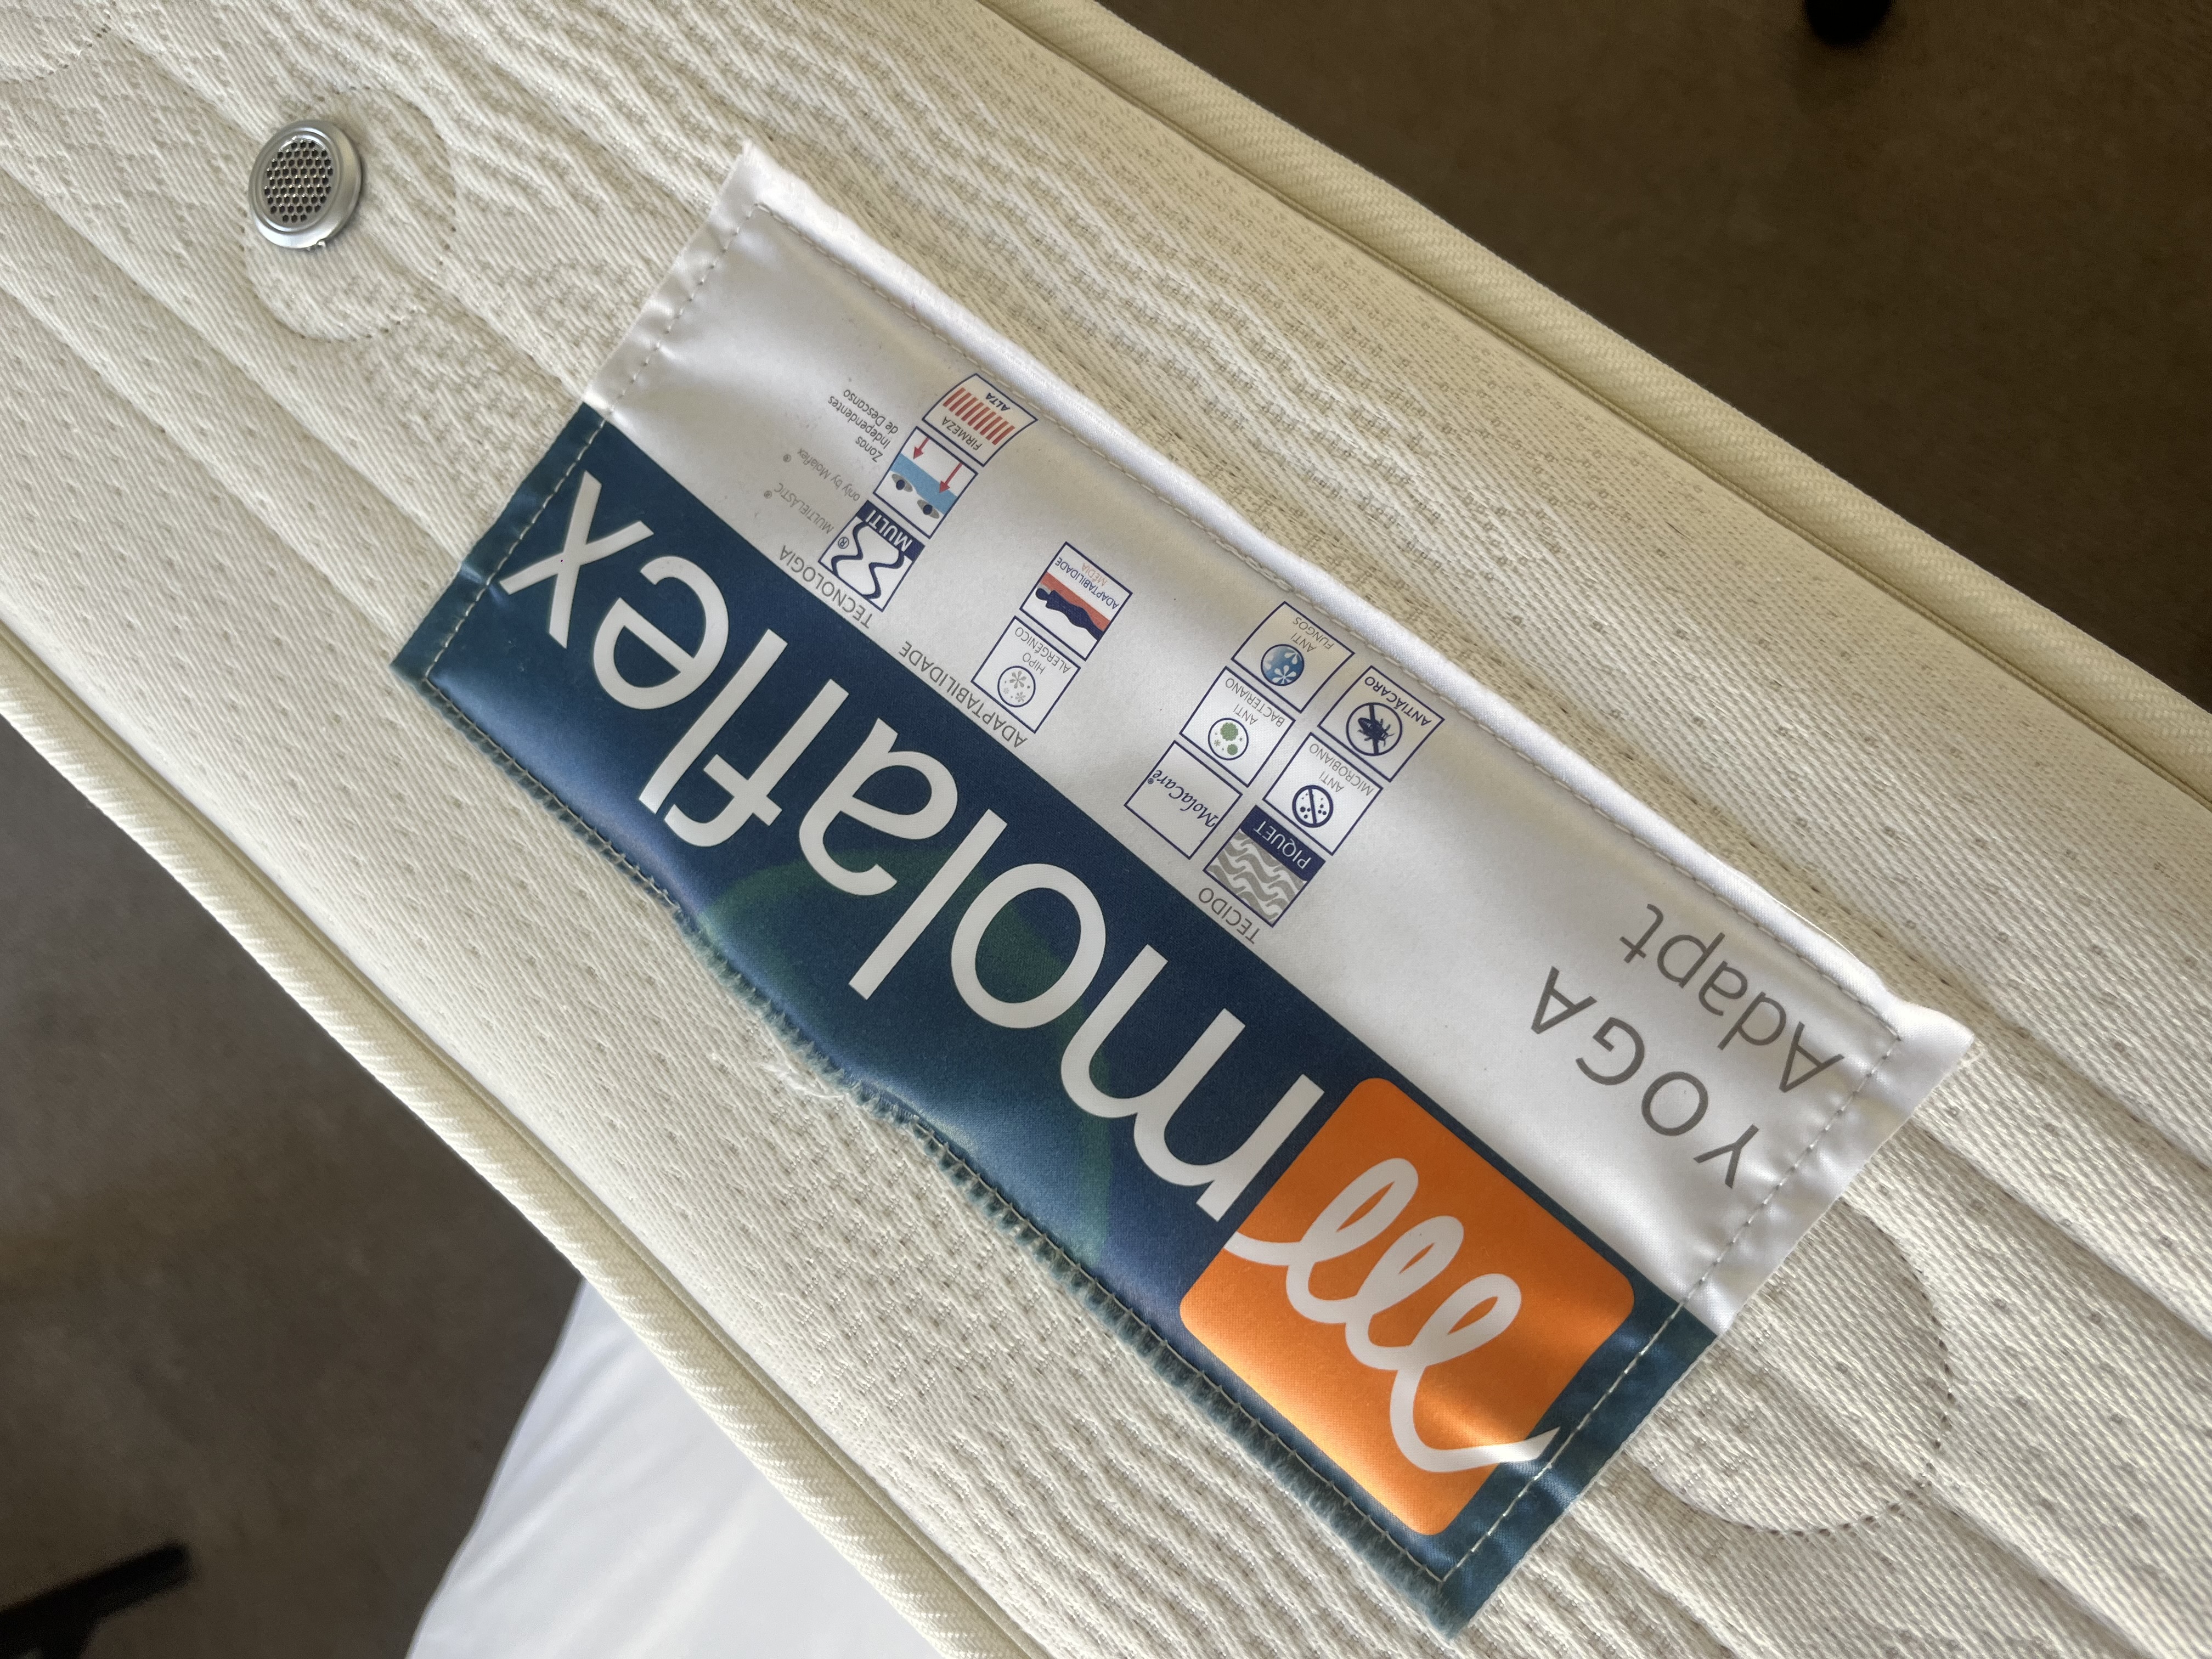 molaflex
YOGA
Adapt
TECIDO
PIQUET
ANTI
MICROBIANO
ANTIÁCARO
MolaCare®
ANTI
BACTERIANO
ANTI
FUNGOS
ADAPTABILIDADE
HIPO
ALERGÉNICO
ADAPTABILIDADE
MÉDIA
TECNOLOGIA
MULTI
®
MULTIELASTIC®
only by Molaflex®
Zonas
Independentes
de Descanso
FIRMEZA
ALTA